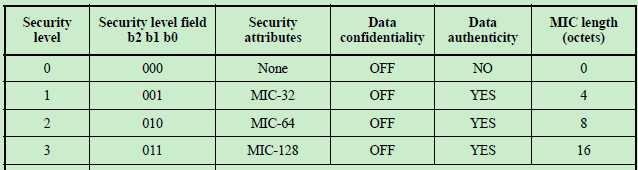 Security level Security level field b2 b1 b0 Security attributes Data confidentiality Data authenticity MIC length (octets)
0 000 None OFF NO 0
1 001 MIC-32 OFF YES 4
2 010 MIC-64 OFF YES 8
3 011 MIC-128 OFF YES 16